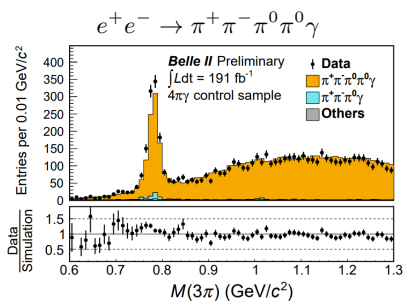 e⁺e⁻ → π⁺π⁻π⁰π⁰γ
Belle II Preliminary
∫Ldt = 191 fb⁻¹
4πγ control sample
Data
π⁺π⁻π⁰π⁰γ
π⁺π⁻π⁰γ
Others
Entries per 0.01 GeV/c²
400
350
300
250
200
150
100
50
0
Data
Simulation
1.5
1
0.5
0.6 0.7 0.8 0.9 1 1.1 1.2 1.3
M(3π) (GeV/c²)